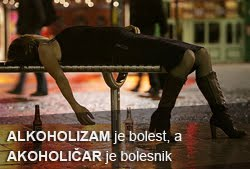 ALKOHOLIZAM je bolest, a
AKOHOLIČAR je bolesnik